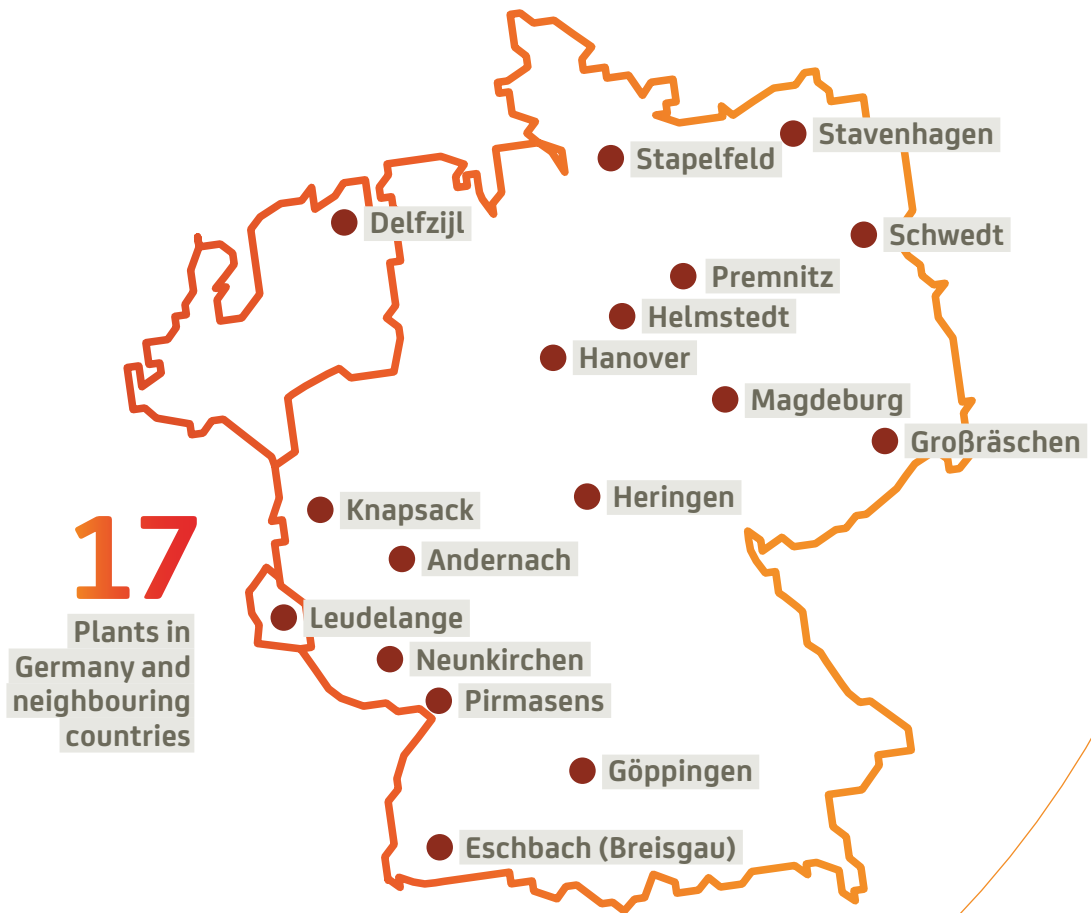 Stavenhagen
Stapelfeld
Delfzijl
Schwedt
Premnitz
Helmstedt
Hanover
Magdeburg
Großräschen
Heringen
Knapsack
Andernach
17
Plants in
Germany and
neighbouring
countries
Leudelange
Neunkirchen
Pirmasens
Göppingen
Eschbach (Breisgau)